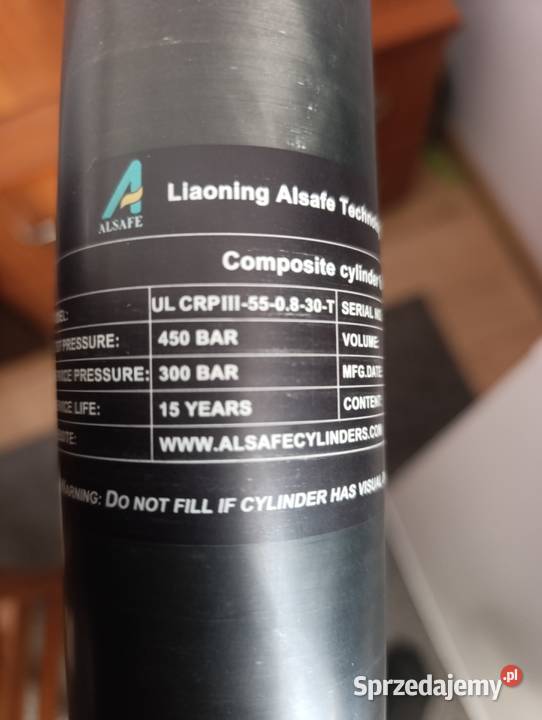 ALSAFE
Liaoning Alsafe
Composite cylinder
UL CRPIII-55-0.8-30-T SERIAL NO
PRESSURE: 450 BAR VOLUME:
PRESSURE: 300 BAR MFG.DATE
LIFE: 15 YEARS CONTENT:
WWW.ALSAFECYLINDERS.COM
WARNING: DO NOT FILL IF CYLINDER HAS VISUAL
Sprzedajemy.pl